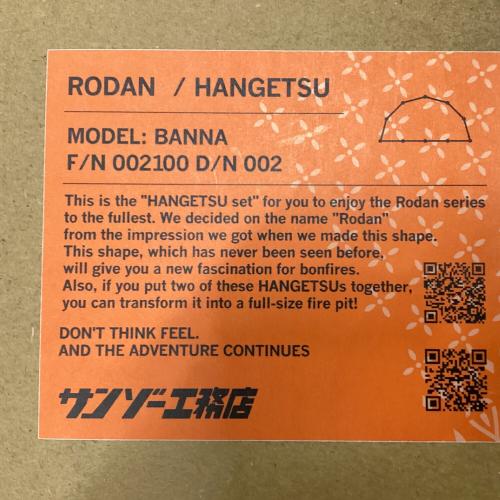 RODAN / HANGETSU
MODEL: BANNA
F/N 002100 D/N 002
This is the "HANGETSU set" for you to enjoy the Rodan series
to the fullest. We decided on the name "Rodan"
from the impression we got when we made this shape.
This shape, which has never been seen before,
will give you a new fascination for bonfires.
Also, if you put two of these HANGETSUs together,
you can transform it into a full-size fire pit!
DON'T THINK FEEL.
AND THE ADVENTURE CONTINUES
サンゾー工務店